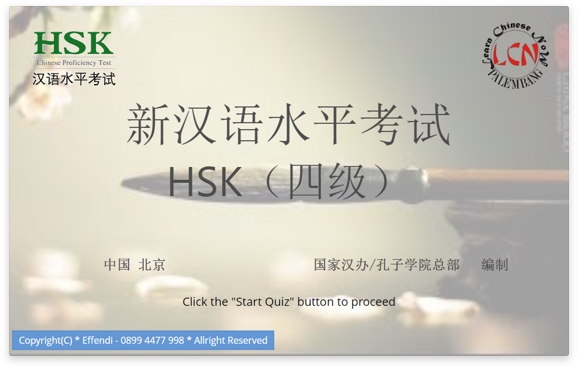 HSK
Chinese Proficiency Test
汉语水平考试
Learn Chinese NoW
LCN
PALEMBANG
新汉语水平考试
HSK（四级）
中国 北京
国家汉办/孔子学院总部 编制
Click the "Start Quiz" button to proceed
Copyright(C) * Effendi - 0899 4477 998 * Allright Reserved